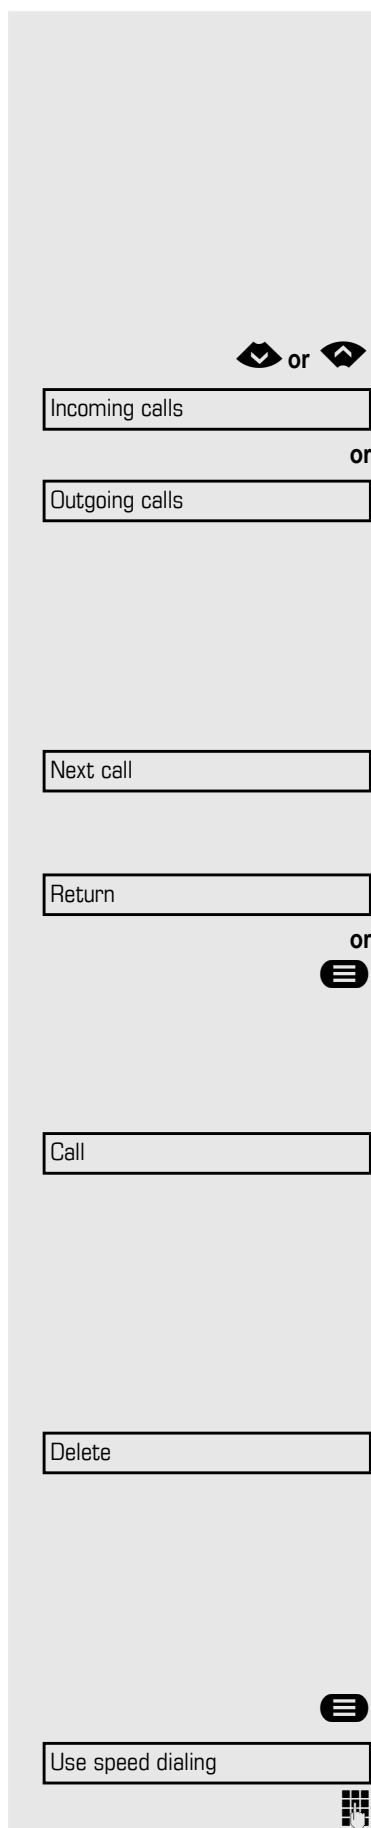 or
Incoming calls
or
Outgoing calls
Next call
Return
or
Call
Delete
Use speed dialing